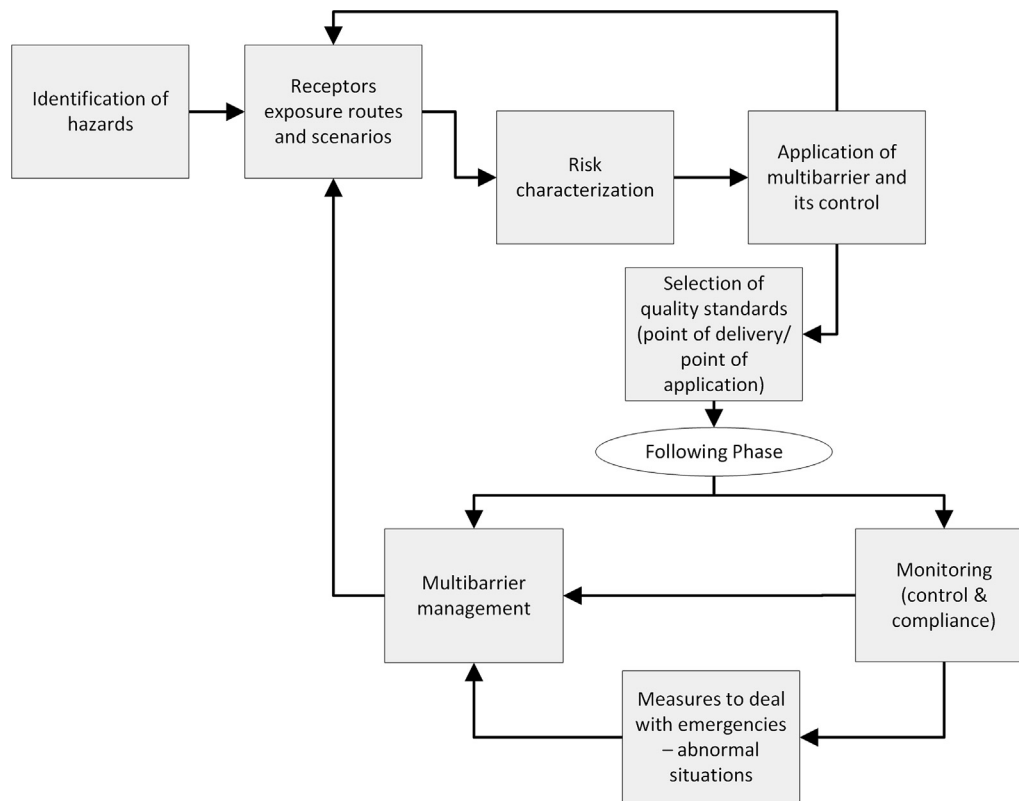 Identification of
hazards
Receptors
exposure routes
and scenarios
Risk
characterization
Application of
multibarrier and
its control
Selection of
quality standards
(point of delivery/
point of
application)
Following Phase
Multibarrier
management
Monitoring
(control &
compliance)
Measures to deal
with emergencies
– abnormal
situations